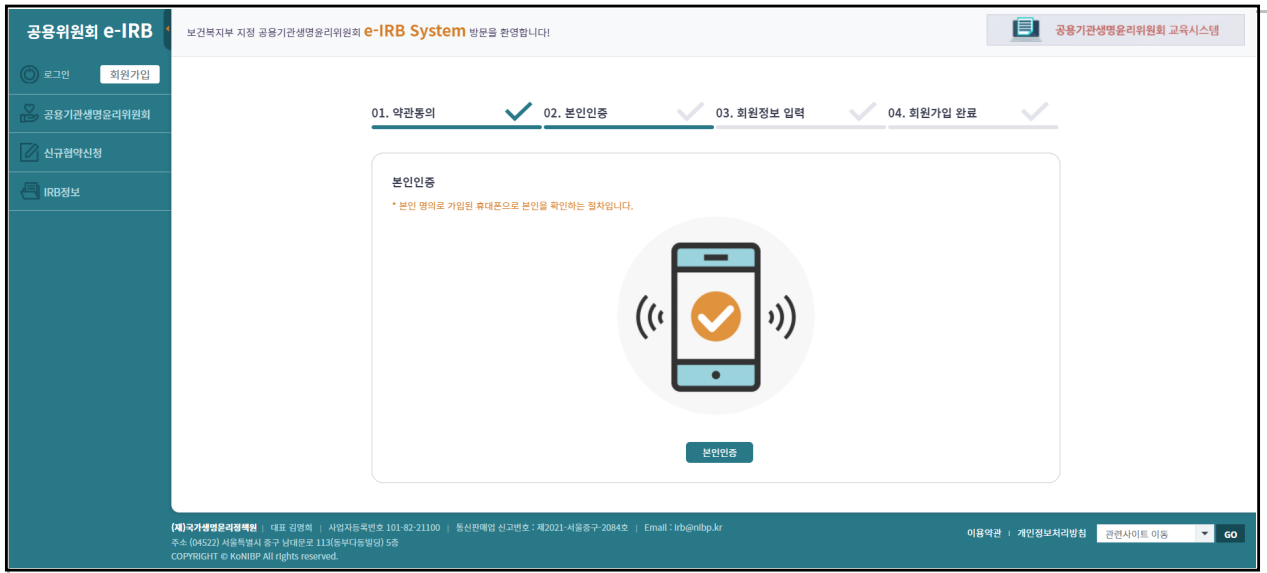 공용위원회 e-IRB
보건복지부 지정 공용기관생명윤리위원회 e-IRB System 방문을 환영합니다!
공용기관생명윤리위원회 교육시스템
로그인
회원가입
공용기관생명윤리위원회
신규협약신청
IRB정보
01. 약관동의
02. 본인인증
03. 회원정보 입력
04. 회원가입 완료
본인인증
* 본인 명의로 가입된 휴대폰으로 본인을 확인하는 절차입니다.
본인인증
(재)국가생명윤리정책원 | 대표 김명희 | 사업자등록번호 101-82-21100 | 통신판매업 신고번호 : 제2021-서울중구-2084호 | Email : irb@nibp.kr
주소 (04522) 서울특별시 중구 남대문로 113(동부다동빌딩) 5층
COPYRIGHT © KoNIBP All rights reserved.
이용약관 | 개인정보처리방침
관련사이트 이동
GO